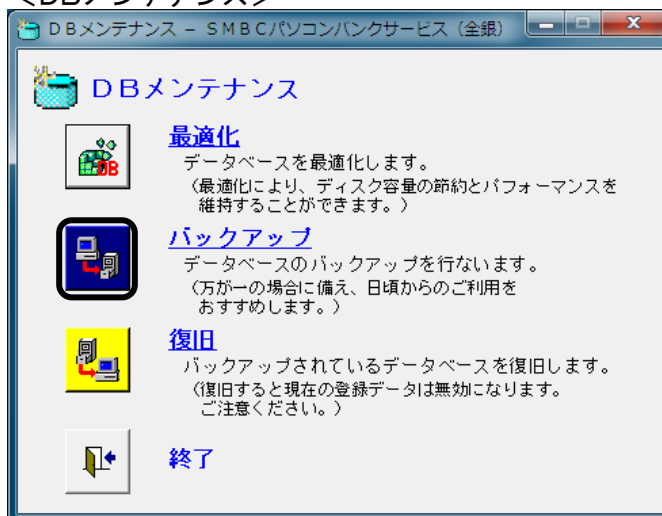 ＜DBメンテナンス＞
ＤＢメンテナンス － ＳＭＢＣパソコンバンクサービス（全銀）
ＤＢメンテナンス
最適化
データベースを最適化します。
（最適化により、ディスク容量の節約とパフォーマンスを
維持することができます。）
DB
バックアップ
データベースのバックアップを行ないます。
（万が一の場合に備え、日頃からのご利用を
おすすめします。）
復旧
バックアップされているデータベースを復旧します。
（復旧すると現在の登録データは無効になります。
ご注意ください。）
終了